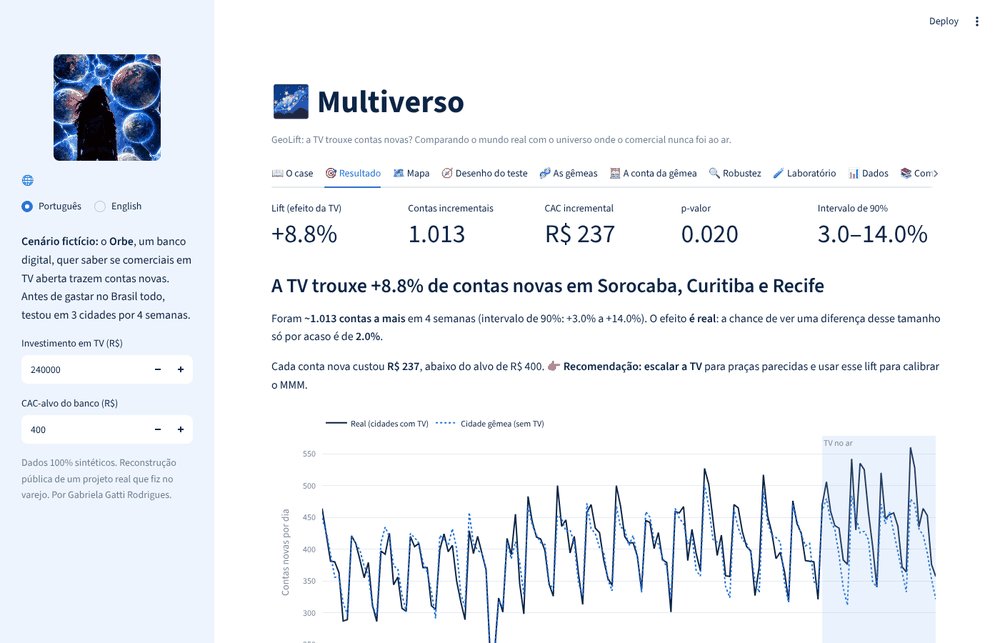 Deploy
Multiverso
GeoLift: a TV trouxe contas novas? Comparando o mundo real com o universo onde o comercial nunca foi ao ar.
O case
Resultado
Mapa
Desenho do teste
As gêmeas
A conta da gêmea
Robustez
Laboratório
Dados
Português
English
Cenário fictício: o Orbe, um banco
digital, quer saber se comerciais em
TV aberta trazem contas novas.
Antes de gastar no Brasil todo,
testou em 3 cidades por 4 semanas.
Investimento em TV (R$)
240000
CAC-alvo do banco (R$)
400
Dados 100% sintéticos. Reconstrução
pública de um projeto real que fiz no
varejo. Por Gabriela Gatti Rodrigues.
Lift (efeito da TV)
+8.8%
Contas incrementais
1.013
CAC incremental
R$ 237
p-valor
0.020
Intervalo de 90%
3.0–14.0%
A TV trouxe +8.8% de contas novas em Sorocaba, Curitiba e Recife
Foram ~1.013 contas a mais em 4 semanas (intervalo de 90%: +3.0% a +14.0%). O efeito é real: a chance de ver uma diferença desse tamanho
só por acaso é de 2.0%.
Cada conta nova custou R$ 237, abaixo do alvo de R$ 400. 👉🏽 Recomendação: escalar a TV para praças parecidas e usar esse lift para calibrar
o MMM.
Real (cidades com TV)
Cidade gêmea (sem TV)
TV no ar
Contas novas por dia
550
500
450
400
350
300